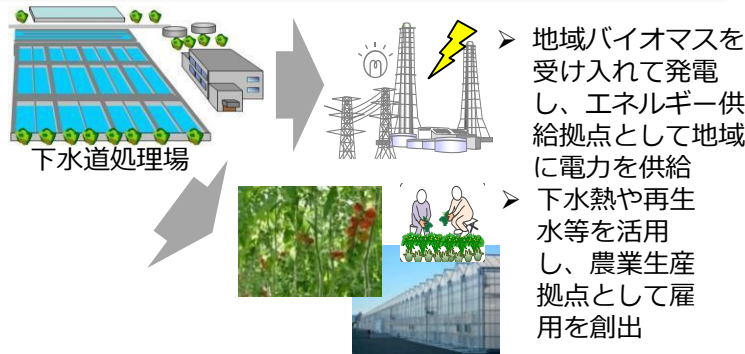 下水道処理場
➢ 地域バイオマスを
受け入れて発電
し、エネルギー供
給拠点として地域
に電力を供給
➢ 下水熱や再生
水等を活用
し、農業生産
拠点として雇
用を創出